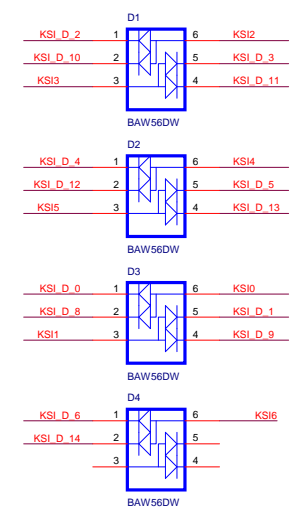 D1
KSI_D_2 1 6 KSI2
KSI_D_10 2 5 KSI_D_3
KSI3 3 4 KSI_D_11
BAW56DW
D2
KSI_D_4 1 6 KSI4
KSI_D_12 2 5 KSI_D_5
KSI5 3 4 KSI_D_13
BAW56DW
D3
KSI_D_0 1 6 KSI0
KSI_D_8 2 5 KSI_D_1
KSI1 3 4 KSI_D_9
BAW56DW
D4
KSI_D_6 1 6 KSI6
KSI_D_14 2 5
3 4
BAW56DW